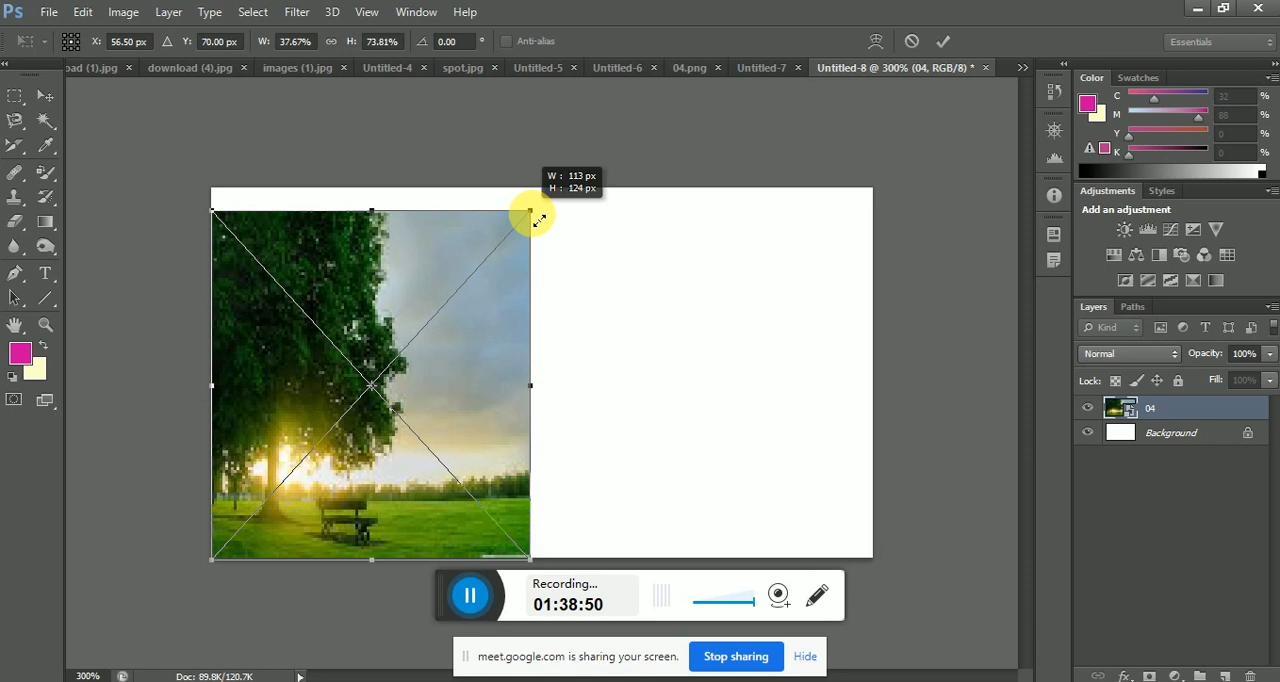 Ps File Edit Image Layer Type Select Filter 3D View Window Help
X: 56.50 px Y: 70.00 px W: 37.67% H: 73.81% 0.00 ° Anti-alias Essentials
oad (1).jpg × download (4).jpg × images (1).jpg × Untitled-4 × spot.jpg × Untitled-5 × Untitled-6 × 04.png × Untitled-7 × Untitled-8 @ 300% (04, RGB/8) * ×
Color Swatches
C 32 %
M 88 %
Y 0 %
K 0 %
W : 113 px
H : 124 px
Adjustments Styles
Add an adjustment
Layers Paths
Kind
Normal Opacity: 100%
Lock: Fill: 100%
04
Background
Recording...
01:38:50
meet.google.com is sharing your screen. Stop sharing Hide
300% Doc: 89.8K/120.7K